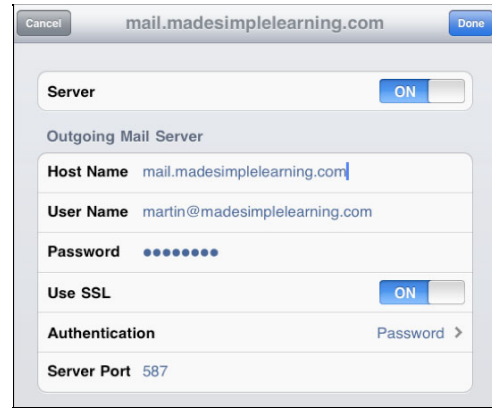 Cancel mail.madesimplelearning.com Done
Server ON
Outgoing Mail Server
Host Name mail.madesimplelearning.com
User Name martin@madesimplelearning.com
Password ●●●●●●●●
Use SSL ON
Authentication Password >
Server Port 587